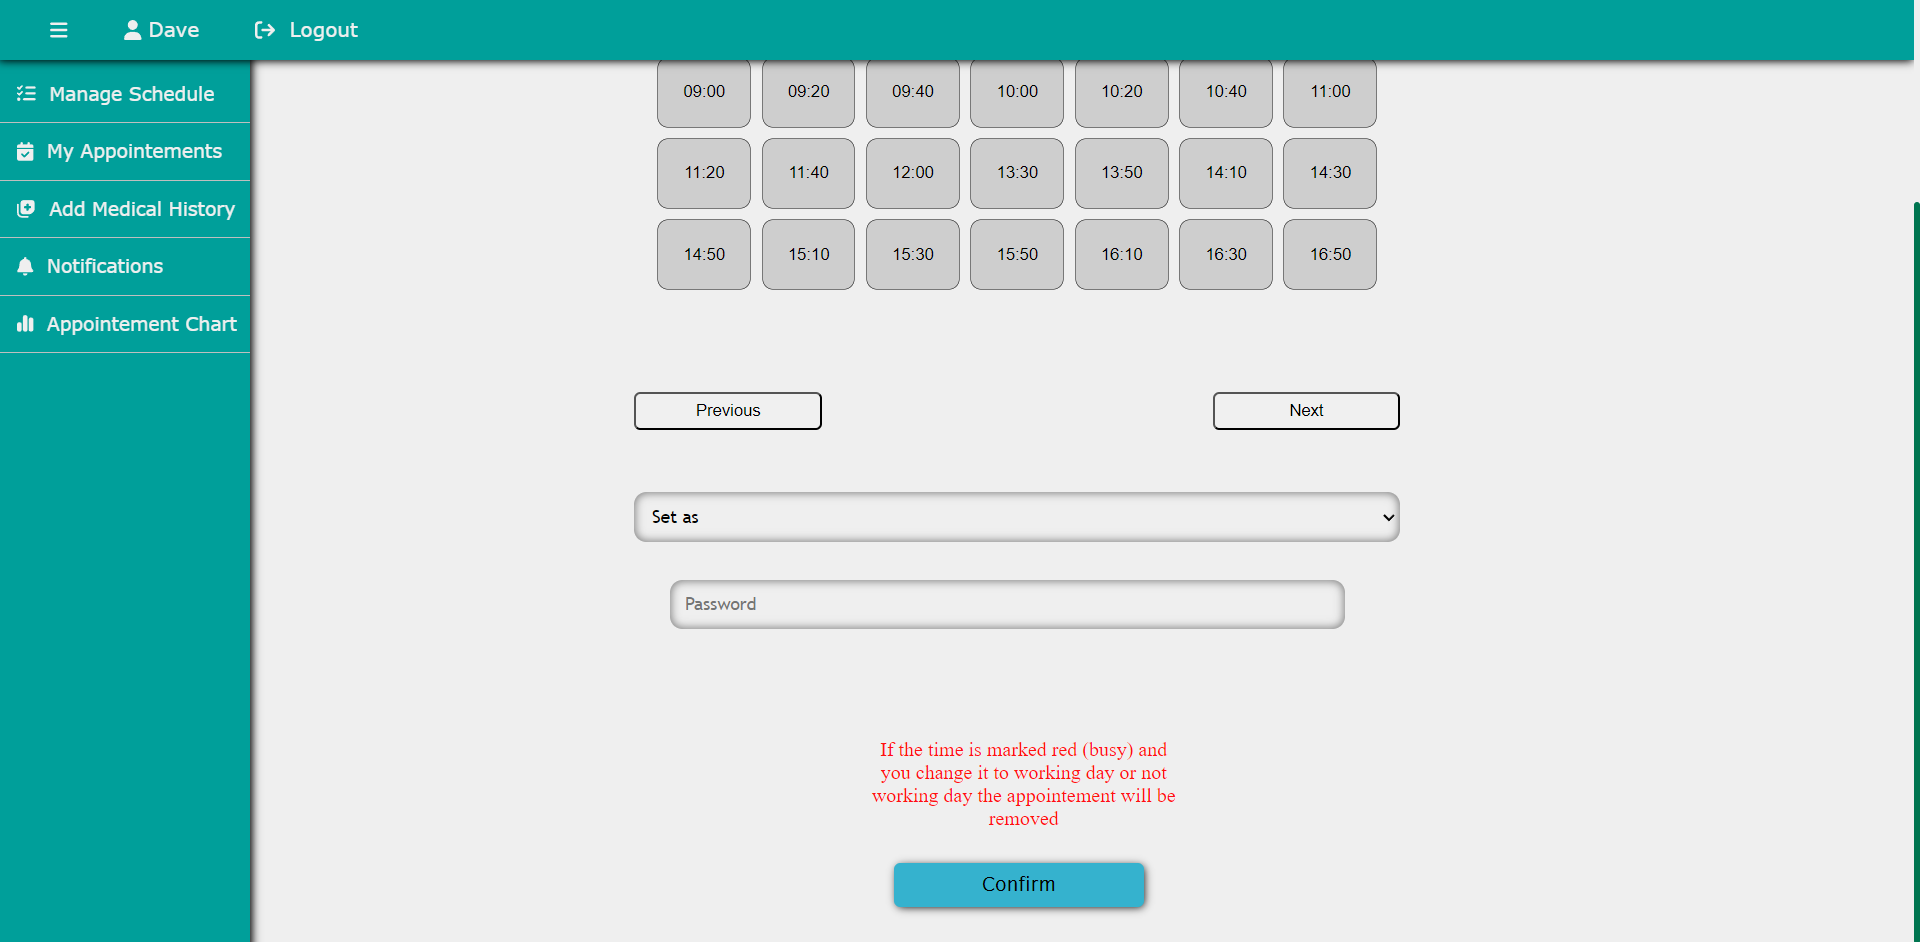 Dave Logout
Manage Schedule
My Appointements
Add Medical History
Notifications
Appointement Chart
09:00 09:20 09:40 10:00 10:20 10:40 11:00
11:20 11:40 12:00 13:30 13:50 14:10 14:30
14:50 15:10 15:30 15:50 16:10 16:30 16:50
Previous Next
Set as
Password
If the time is marked red (busy) and
you change it to working day or not
working day the appointement will be
removed
Confirm